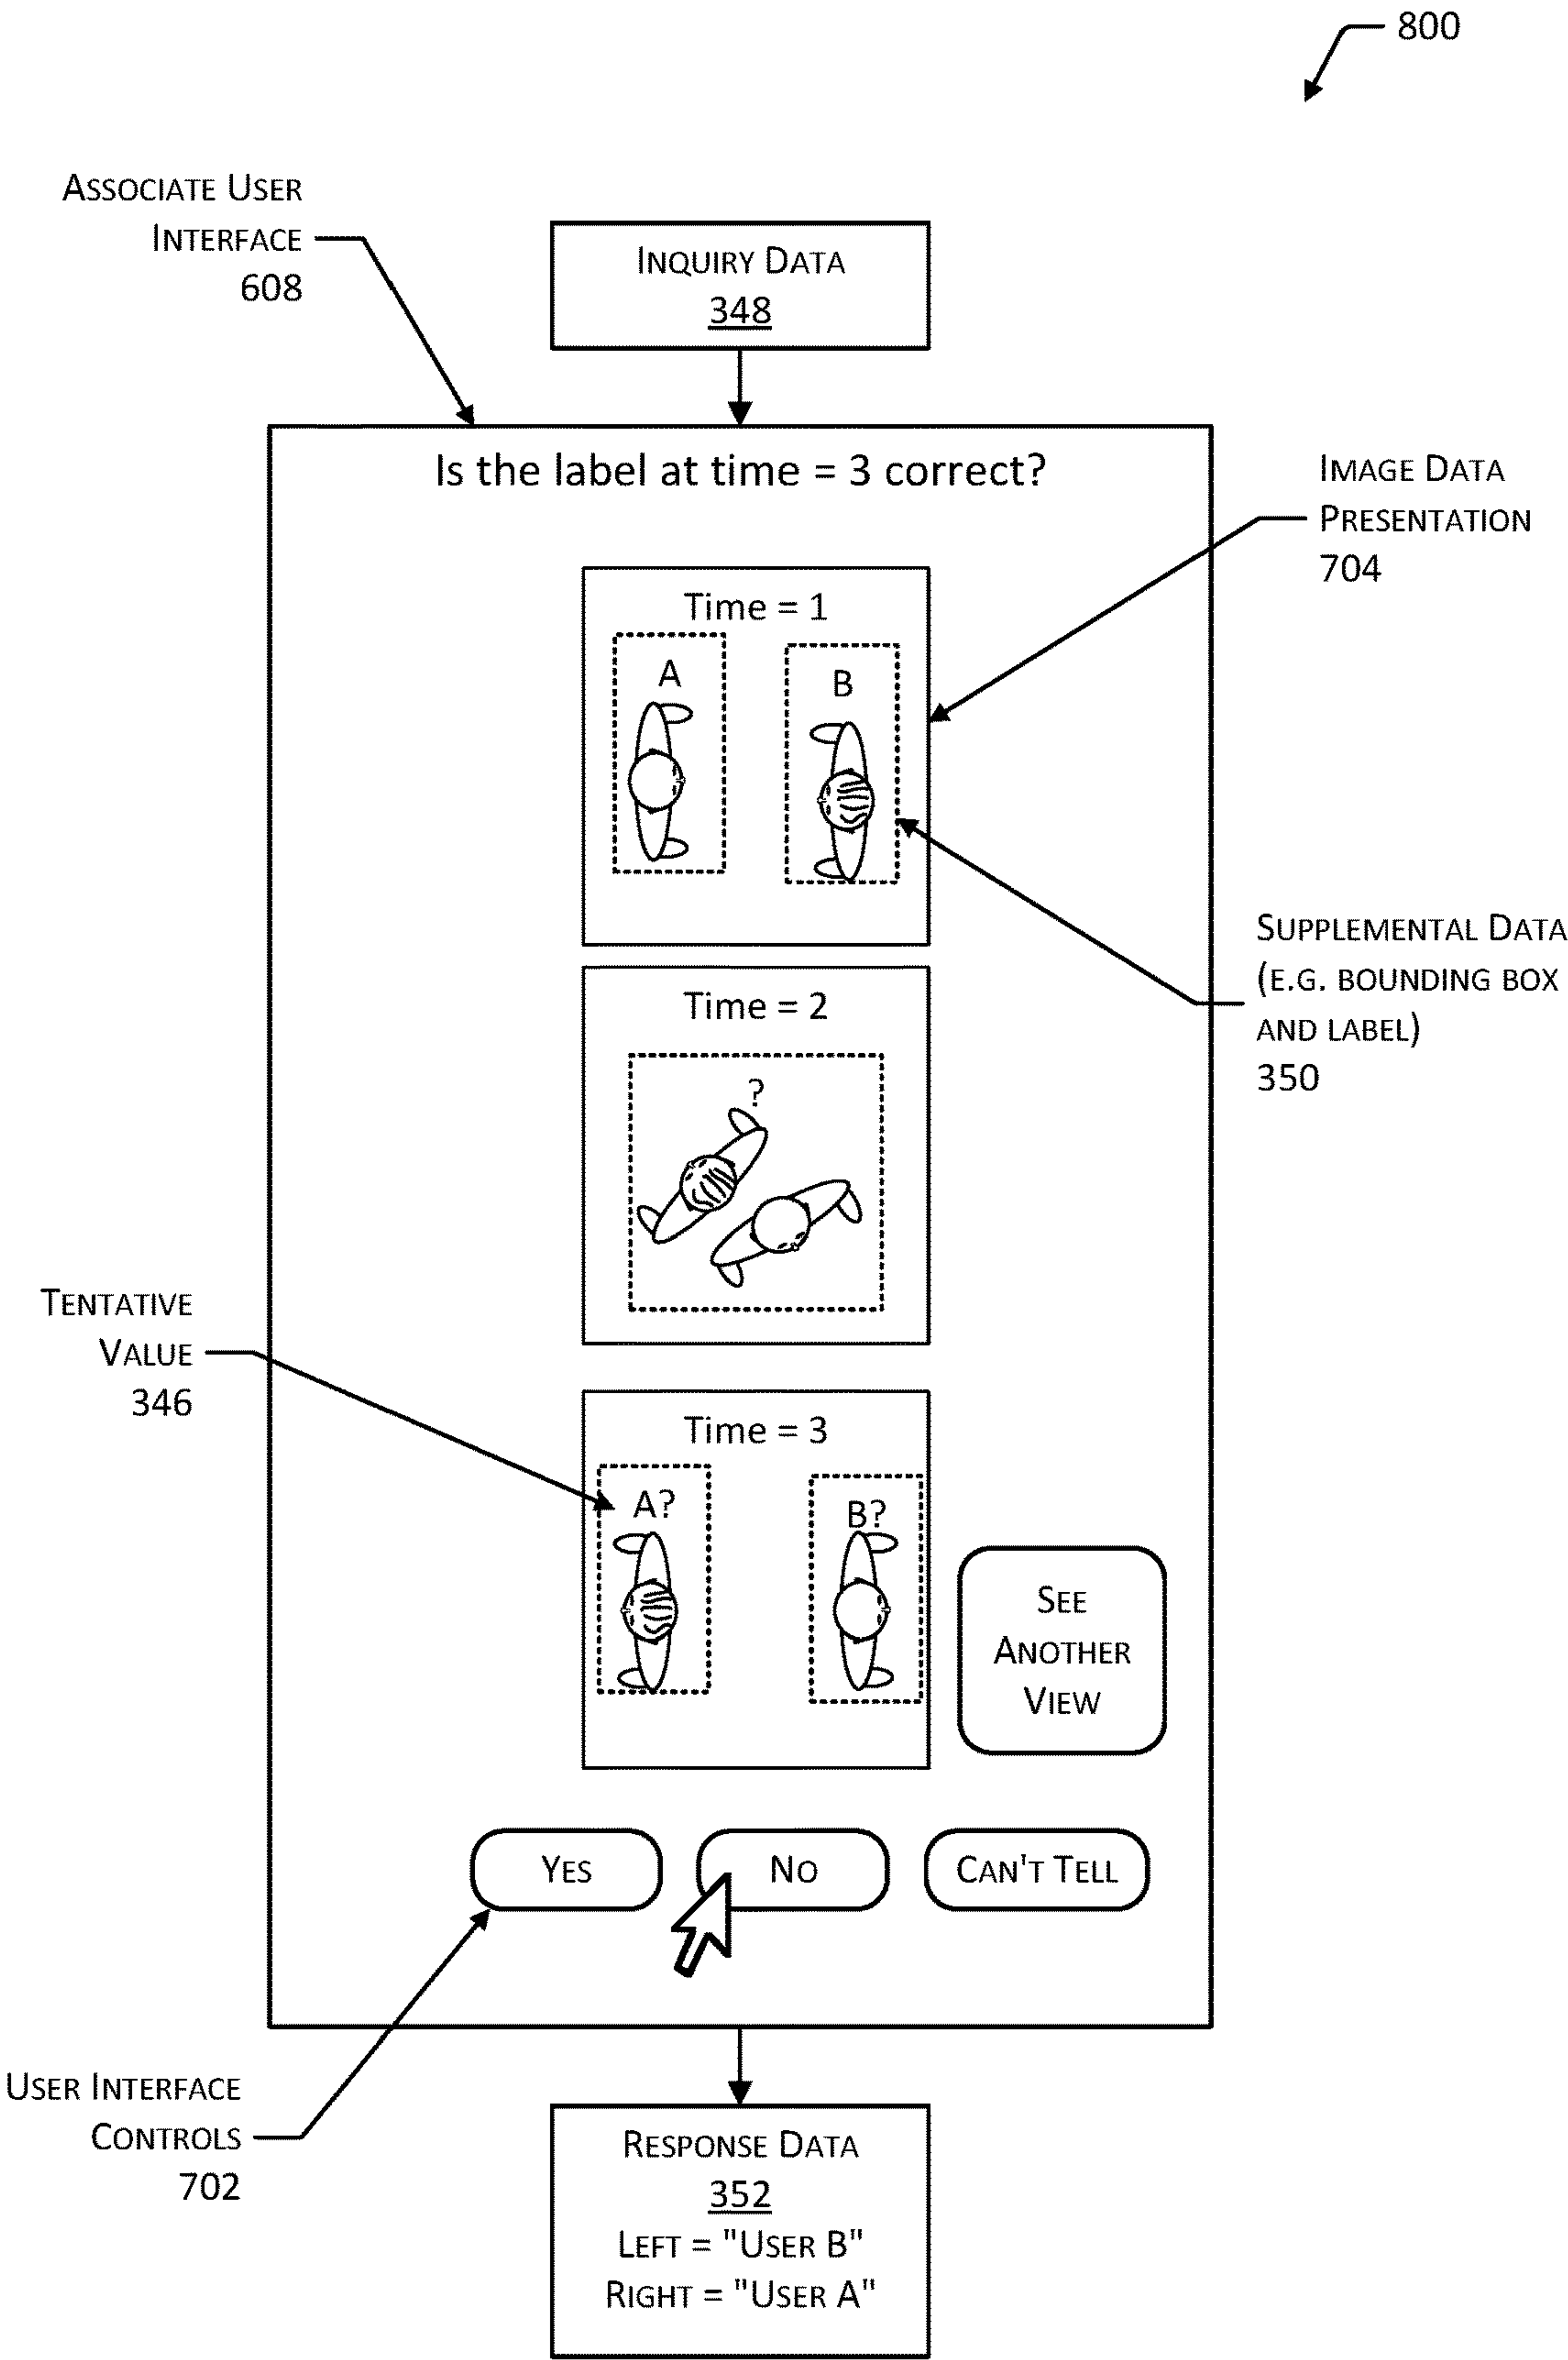 800
Associate User
Interface
608
Inquiry Data
348
Is the label at time = 3 correct?
Image Data
Presentation
704
Time = 1
A
B
Supplemental Data
(e.g. bounding box
and label)
350
Time = 2
?
Tentative
Value
346
Time = 3
A?
B?
See
Another
View
Yes
No
Can't Tell
User Interface
Controls
702
Response Data
352
Left = "User B"
Right = "User A"